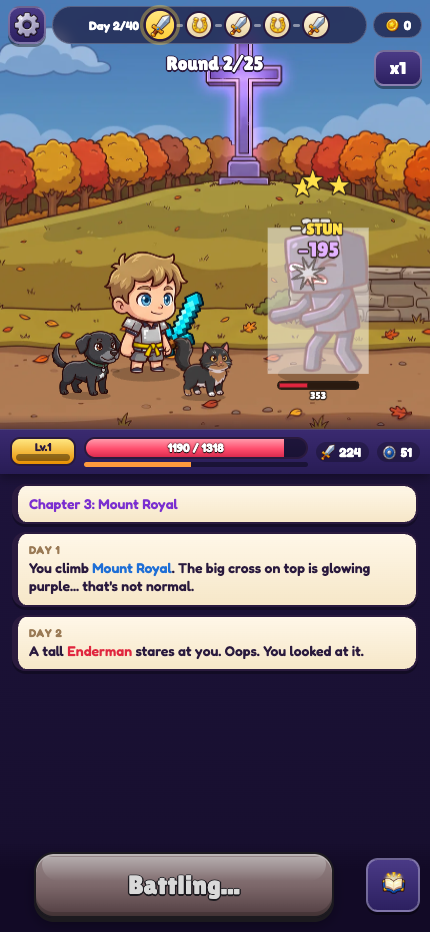 Day 2/40
0
Round 2/25
x1
STUN
-195
353
Lv.1
1190 / 1318
224
51
Chapter 3: Mount Royal
DAY 1
You climb Mount Royal. The big cross on top is glowing
purple... that's not normal.
DAY 2
A tall Enderman stares at you. Oops. You looked at it.
Battling...